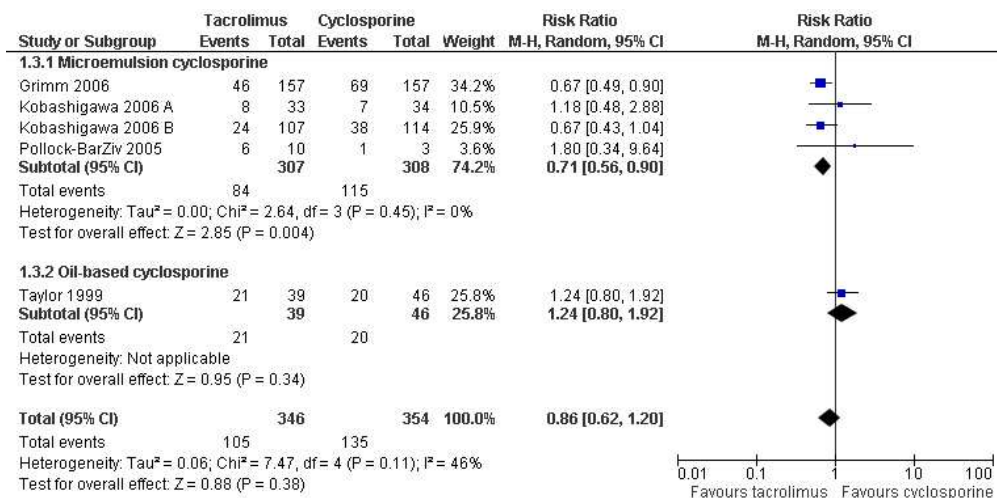 Tacrolimus Cyclosporine Risk Ratio Risk Ratio
Study or Subgroup Events Total Events Total Weight M-H, Random, 95% CI M-H, Random, 95% CI
1.3.1 Microemulsion cyclosporine
Grimm 2006 46 157 69 157 34.2% 0.67 [0.49, 0.90]
Kobashigawa 2006 A 8 33 7 34 10.5% 1.18 [0.48, 2.88]
Kobashigawa 2006 B 24 107 38 114 25.9% 0.67 [0.43, 1.04]
Pollock-BarZiv 2005 6 10 1 3 3.6% 1.80 [0.34, 9.64]
Subtotal (95% CI) 307 308 74.2% 0.71 [0.56, 0.90]
Total events 84 115
Heterogeneity: Tau² = 0.00; Chi² = 2.64, df = 3 (P = 0.45); I² = 0%
Test for overall effect: Z = 2.85 (P = 0.004)
1.3.2 Oil-based cyclosporine
Taylor 1999 21 39 20 46 25.8% 1.24 [0.80, 1.92]
Subtotal (95% CI) 39 46 25.8% 1.24 [0.80, 1.92]
Total events 21 20
Heterogeneity: Not applicable
Test for overall effect: Z = 0.95 (P = 0.34)
Total (95% CI) 346 354 100.0% 0.86 [0.62, 1.20]
Total events 105 135
Heterogeneity: Tau² = 0.06; Chi² = 7.47, df = 4 (P = 0.11); I² = 46%
Test for overall effect: Z = 0.88 (P = 0.38)
0.01 0.1 1 10 100
Favours tacrolimus Favours cyclosporine